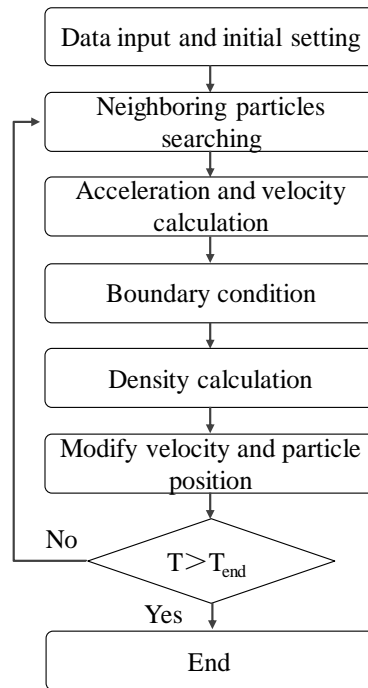 Data input and initial setting
Neighboring particles
searching
Acceleration and velocity
calculation
Boundary condition
Density calculation
Modify velocity and particle
position
No
T＞Tend
Yes
End